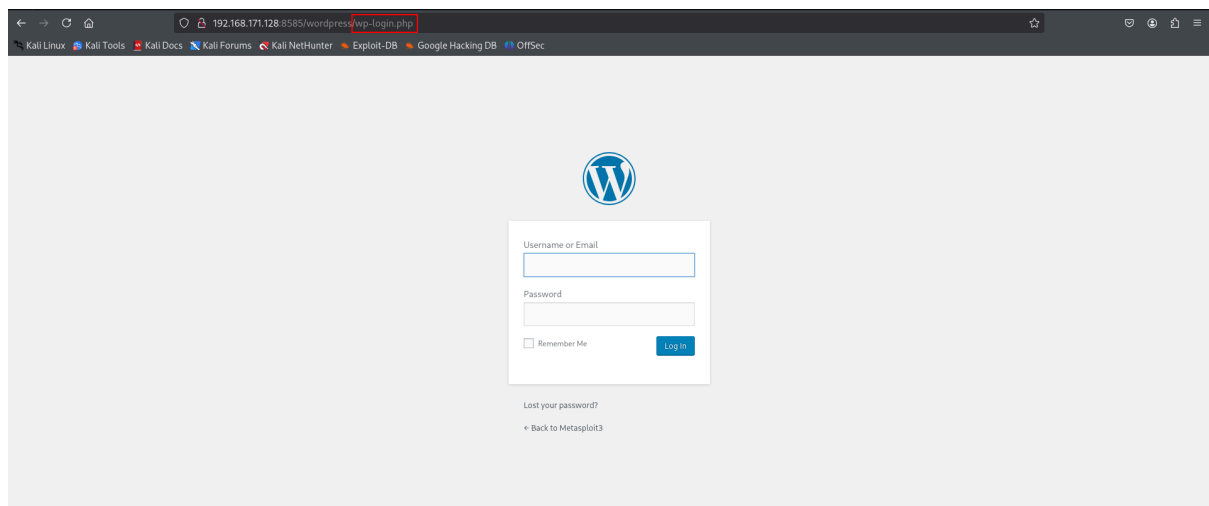 192.168.171.128:8585/wordpress/wp-login.php
Kali Linux Kali Tools Kali Docs Kali Forums Kali NetHunter Exploit-DB Google Hacking DB OffSec
Username or Email
Password
Remember Me
Log In
Lost your password?
← Back to Metasploit3